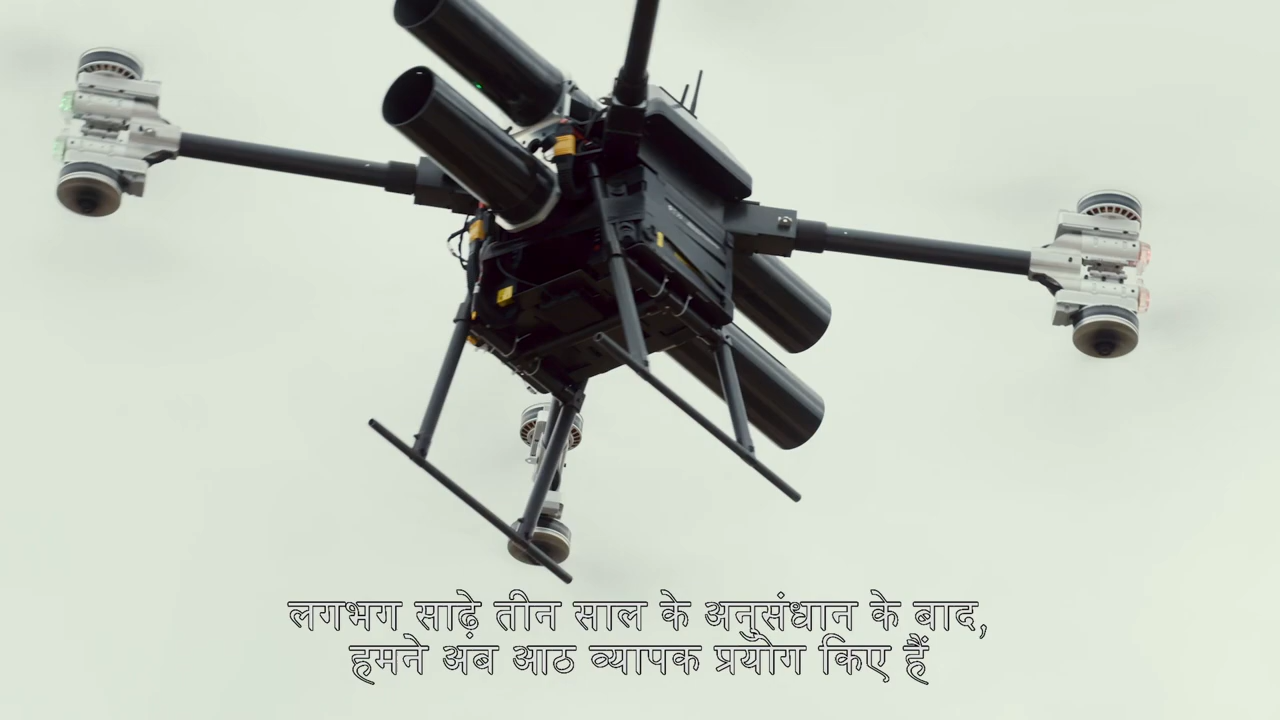 लगभग साढ़े तीन साल के अनुसंधान के बाद,
हमने अब आठ व्यापक प्रयोग किए हैं